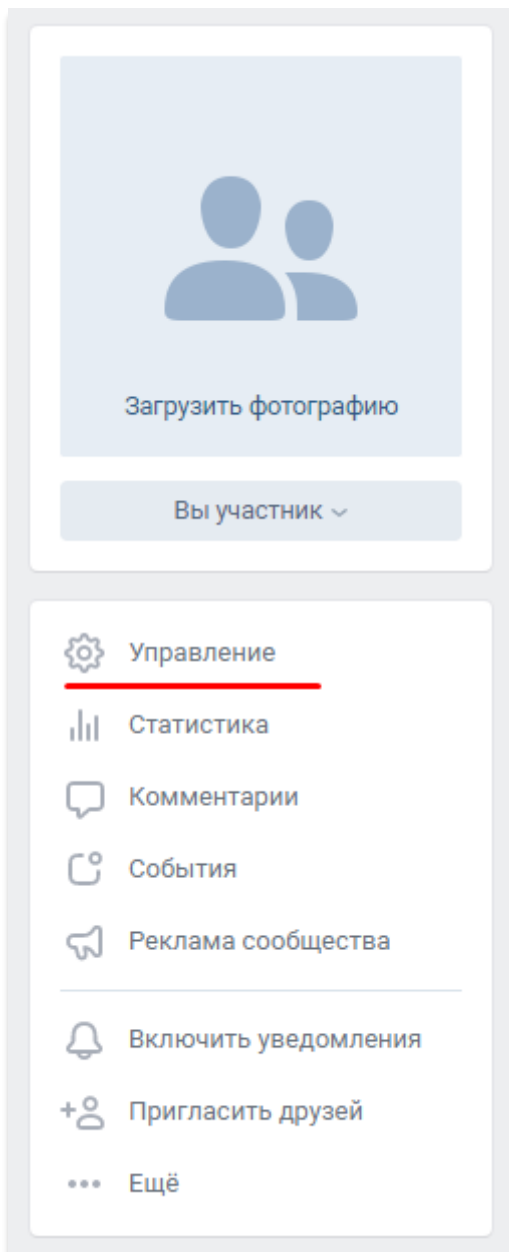 Загрузить фотографию
Вы участник
Управление
Статистика
Комментарии
События
Реклама сообщества
Включить уведомления
Пригласить друзей
Ещё